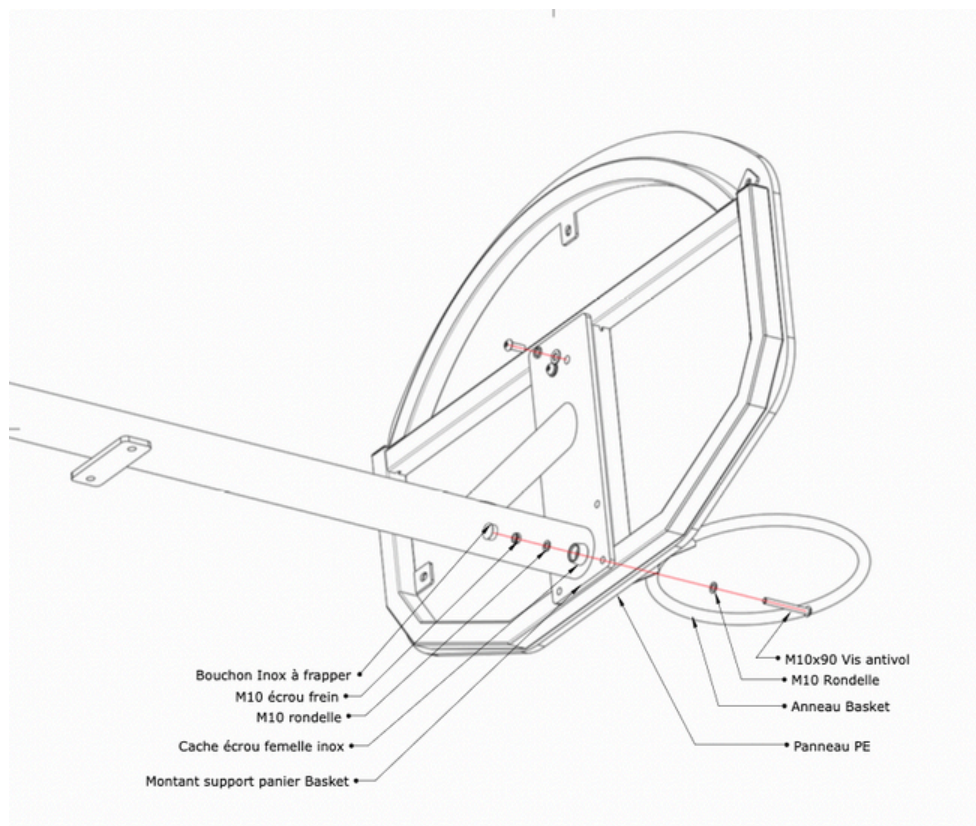 Bouchon Inox à frapper
M10 écrou frein
M10 rondelle
Cache écrou femelle inox
Montant support panier Basket
M10x90 Vis antivol
M10 Rondelle
Anneau Basket
Panneau PE